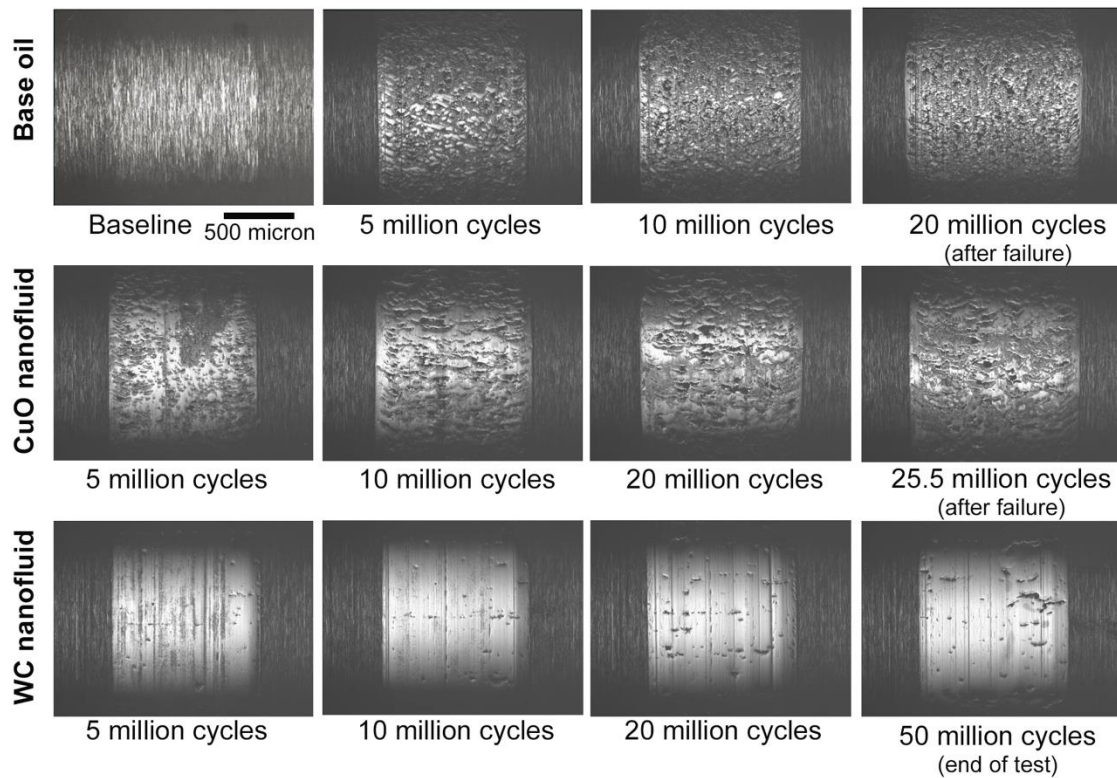 Base oil
Baseline
500 micron
5 million cycles
10 million cycles
20 million cycles
(after failure)
CuO nanofluid
5 million cycles
10 million cycles
20 million cycles
25.5 million cycles
(after failure)
WC nanofluid
5 million cycles
10 million cycles
20 million cycles
50 million cycles
(end of test)